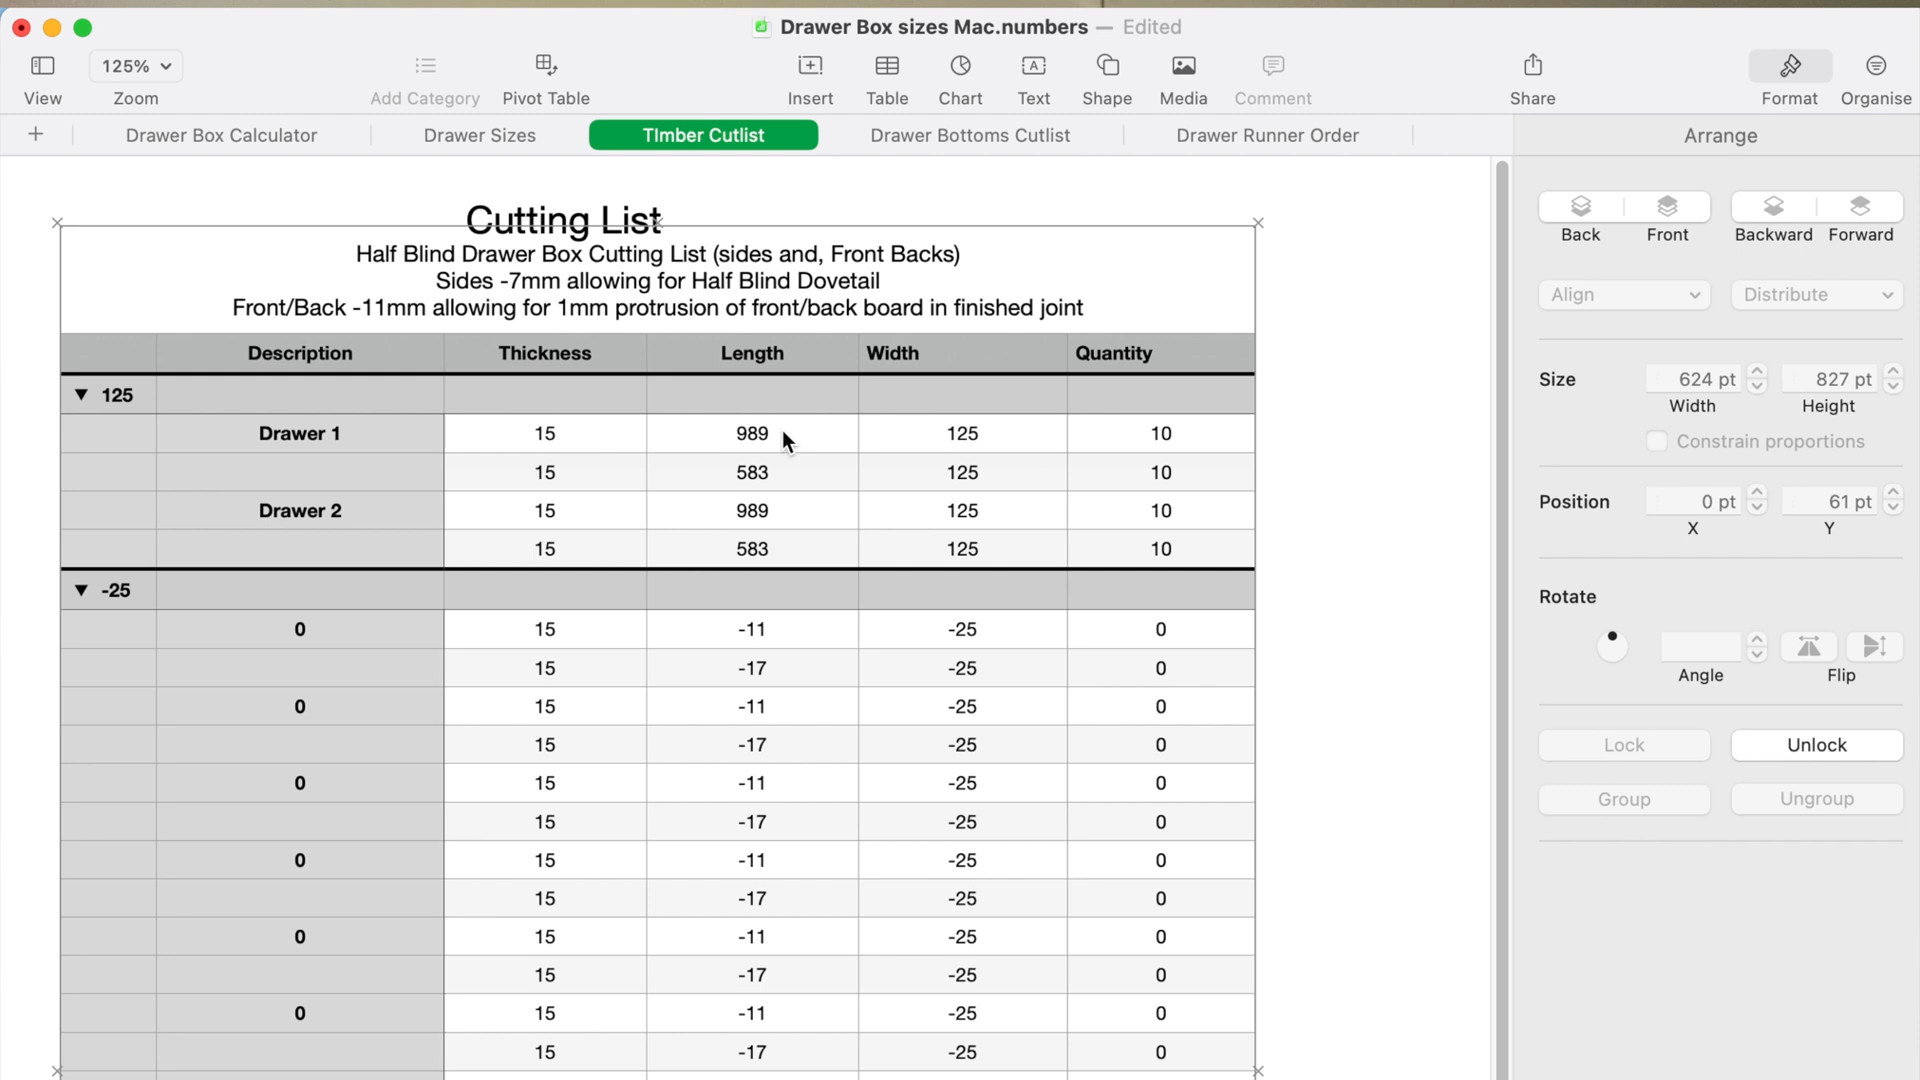 Drawer Box sizes Mac.numbers — Edited
125%
View Zoom Add Category Pivot Table Insert Table Chart Text Shape Media Comment Share Format Organise
Drawer Box Calculator Drawer Sizes TImber Cutlist Drawer Bottoms Cutlist Drawer Runner Order Arrange
Cutting List
Half Blind Drawer Box Cutting List (sides and, Front Backs)
Sides -7mm allowing for Half Blind Dovetail
Front/Back -11mm allowing for 1mm protrusion of front/back board in finished joint
Description Thickness Length Width Quantity
125
Drawer 1 15 989 125 10
15 583 125 10
Drawer 2 15 989 125 10
15 583 125 10
-25
0 15 -11 -25 0
15 -17 -25 0
0 15 -11 -25 0
15 -17 -25 0
0 15 -11 -25 0
15 -17 -25 0
0 15 -11 -25 0
15 -17 -25 0
0 15 -11 -25 0
15 -17 -25 0
0 15 -11 -25 0
15 -17 -25 0
Back Front Backward Forward
Align Distribute
Size 624 pt 827 pt
Width Height
Constrain proportions
Position 0 pt 61 pt
X Y
Rotate
Angle Flip
Lock Unlock
Group Ungroup